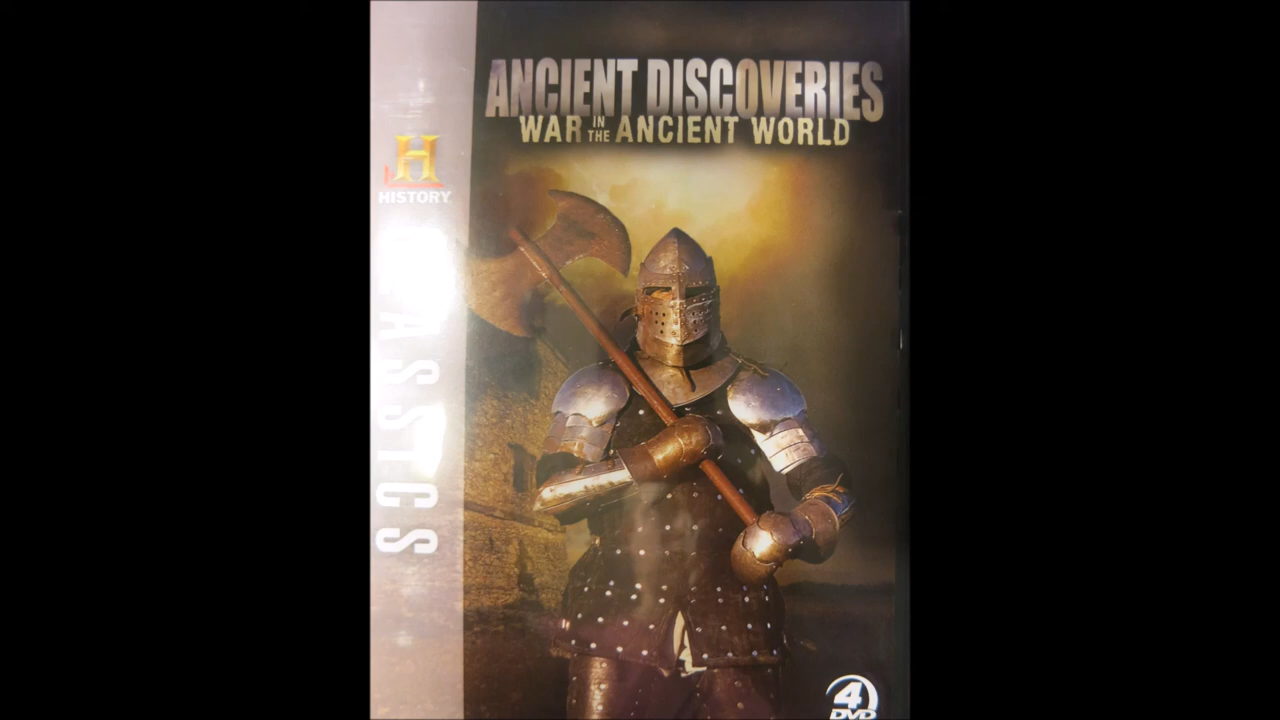 ANCIENT DISCOVERIES
WAR IN THE ANCIENT WORLD
H
HISTORY
4
DVD